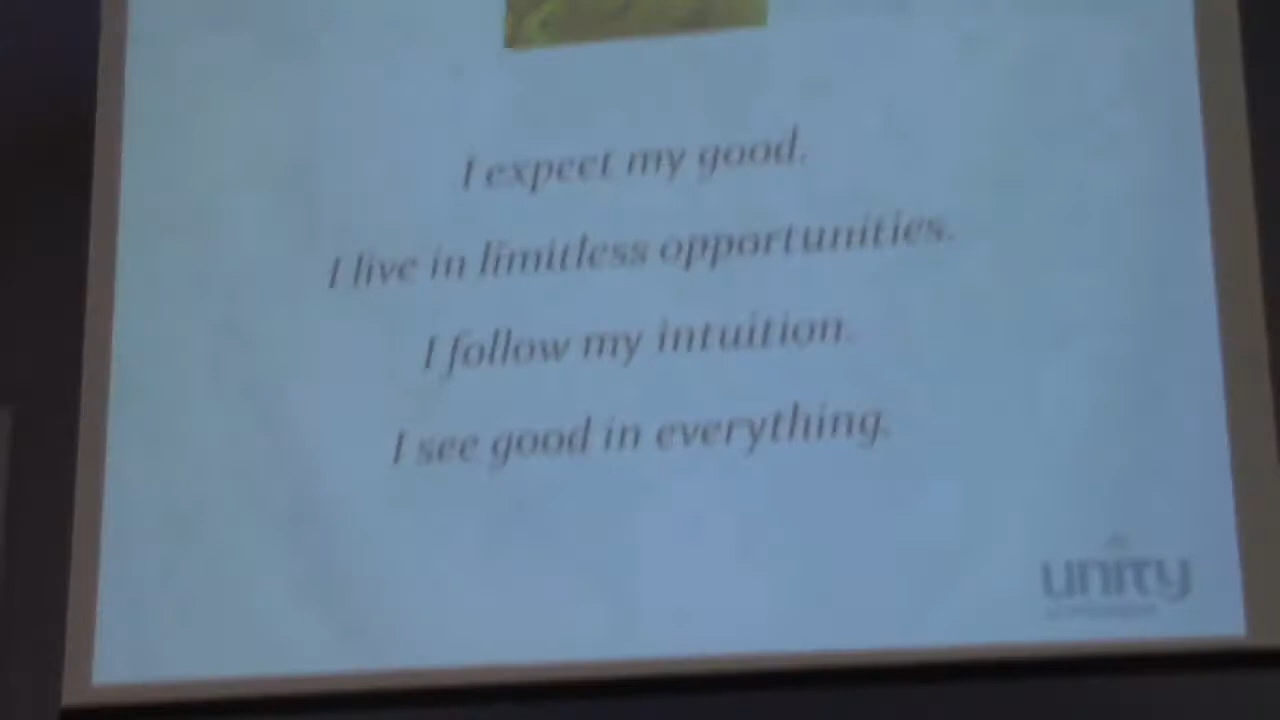 I expect my good.
I live in limitless opportunities.
I follow my intuition.
I see good in everything.
unity